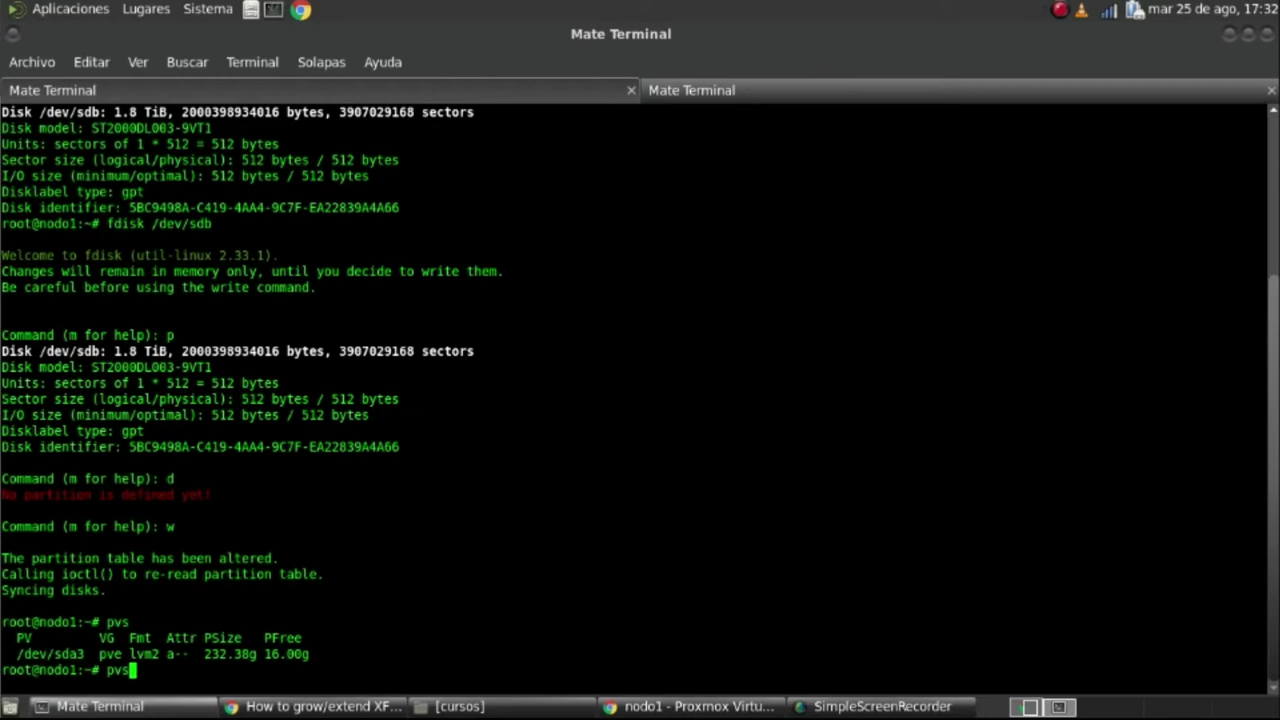 Aplicaciones Lugares Sistema mar 25 de ago, 17:32
Mate Terminal
Archivo Editar Ver Buscar Terminal Solapas Ayuda
Mate Terminal Mate Terminal
Disk /dev/sdb: 1.8 TiB, 2000398934016 bytes, 3907029168 sectors
Disk model: ST2000DL003-9VT1
Units: sectors of 1 * 512 = 512 bytes
Sector size (logical/physical): 512 bytes / 512 bytes
I/O size (minimum/optimal): 512 bytes / 512 bytes
Disklabel type: gpt
Disk identifier: 5BC9498A-C419-4AA4-9C7F-EA22839A4A66
root@nodo1:~# fdisk /dev/sdb
Welcome to fdisk (util-linux 2.33.1).
Changes will remain in memory only, until you decide to write them.
Be careful before using the write command.
Command (m for help): p
Disk /dev/sdb: 1.8 TiB, 2000398934016 bytes, 3907029168 sectors
Disk model: ST2000DL003-9VT1
Units: sectors of 1 * 512 = 512 bytes
Sector size (logical/physical): 512 bytes / 512 bytes
I/O size (minimum/optimal): 512 bytes / 512 bytes
Disklabel type: gpt
Disk identifier: 5BC9498A-C419-4AA4-9C7F-EA22839A4A66
Command (m for help): d
No partition is defined yet!
Command (m for help): w
The partition table has been altered.
Calling ioctl() to re-read partition table.
Syncing disks.
root@nodo1:~# pvs
PV VG Fmt Attr PSize PFree
/dev/sda3 pve lvm2 a-- 232.38g 16.00g
root@nodo1:~# pvs
Mate Terminal How to grow/extend XF... [cursos] nodo1 - Proxmox Virtu... SimpleScreenRecorder